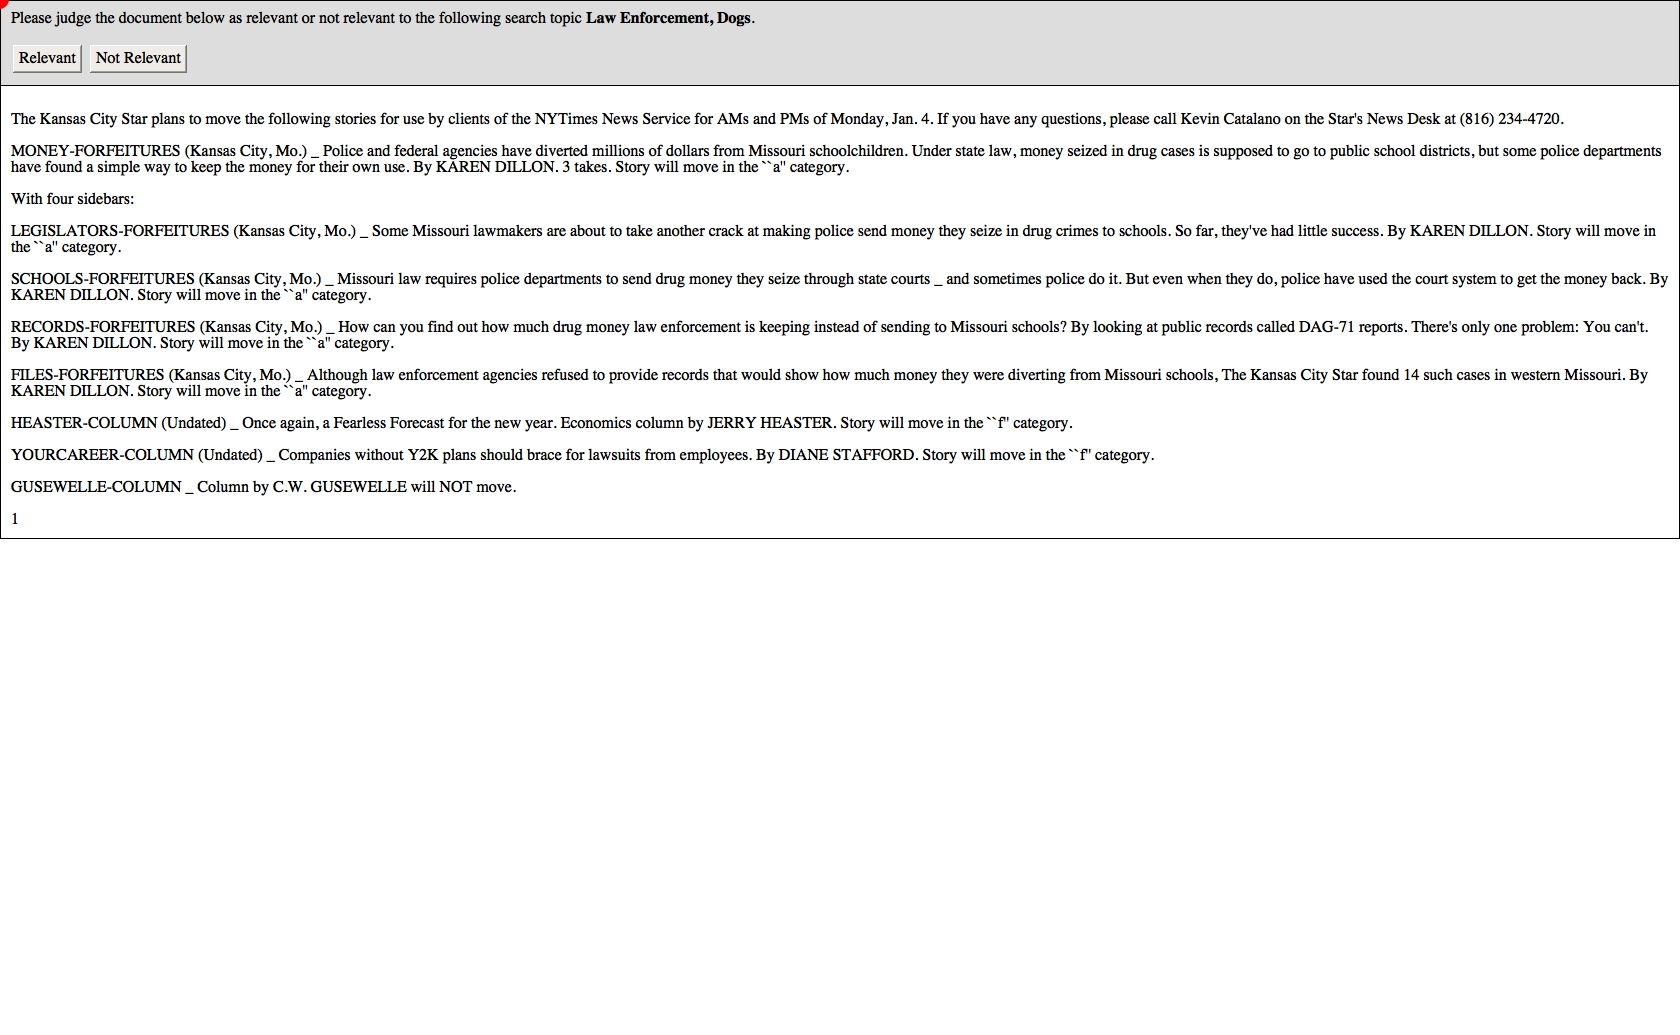 Please judge the document below as relevant or not relevant to the following search topic Law Enforcement, Dogs.
Relevant Not Relevant
The Kansas City Star plans to move the following stories for use by clients of the NYTimes News Service for AMs and PMs of Monday, Jan. 4. If you have any questions, please call Kevin Catalano on the Star's News Desk at (816) 234-4720.
MONEY-FORFEITURES (Kansas City, Mo.) _ Police and federal agencies have diverted millions of dollars from Missouri schoolchildren. Under state law, money seized in drug cases is supposed to go to public school districts, but some police departments
have found a simple way to keep the money for their own use. By KAREN DILLON. 3 takes. Story will move in the ``a'' category.
With four sidebars:
LEGISLATORS-FORFEITURES (Kansas City, Mo.) _ Some Missouri lawmakers are about to take another crack at making police send money they seize in drug crimes to schools. So far, they've had little success. By KAREN DILLON. Story will move in
the ``a'' category.
SCHOOLS-FORFEITURES (Kansas City, Mo.) _ Missouri law requires police departments to send drug money they seize through state courts _ and sometimes police do it. But even when they do, police have used the court system to get the money back. By
KAREN DILLON. Story will move in the ``a'' category.
RECORDS-FORFEITURES (Kansas City, Mo.) _ How can you find out how much drug money law enforcement is keeping instead of sending to Missouri schools? By looking at public records called DAG-71 reports. There's only one problem: You can't.
By KAREN DILLON. Story will move in the ``a'' category.
FILES-FORFEITURES (Kansas City, Mo.) _ Although law enforcement agencies refused to provide records that would show how much money they were diverting from Missouri schools, The Kansas City Star found 14 such cases in western Missouri. By
KAREN DILLON. Story will move in the ``a'' category.
HEASTER-COLUMN (Undated) _ Once again, a Fearless Forecast for the new year. Economics column by JERRY HEASTER. Story will move in the ``f'' category.
YOURCAREER-COLUMN (Undated) _ Companies without Y2K plans should brace for lawsuits from employees. By DIANE STAFFORD. Story will move in the ``f'' category.
GUSEWELLE-COLUMN _ Column by C.W. GUSEWELLE will NOT move.
1